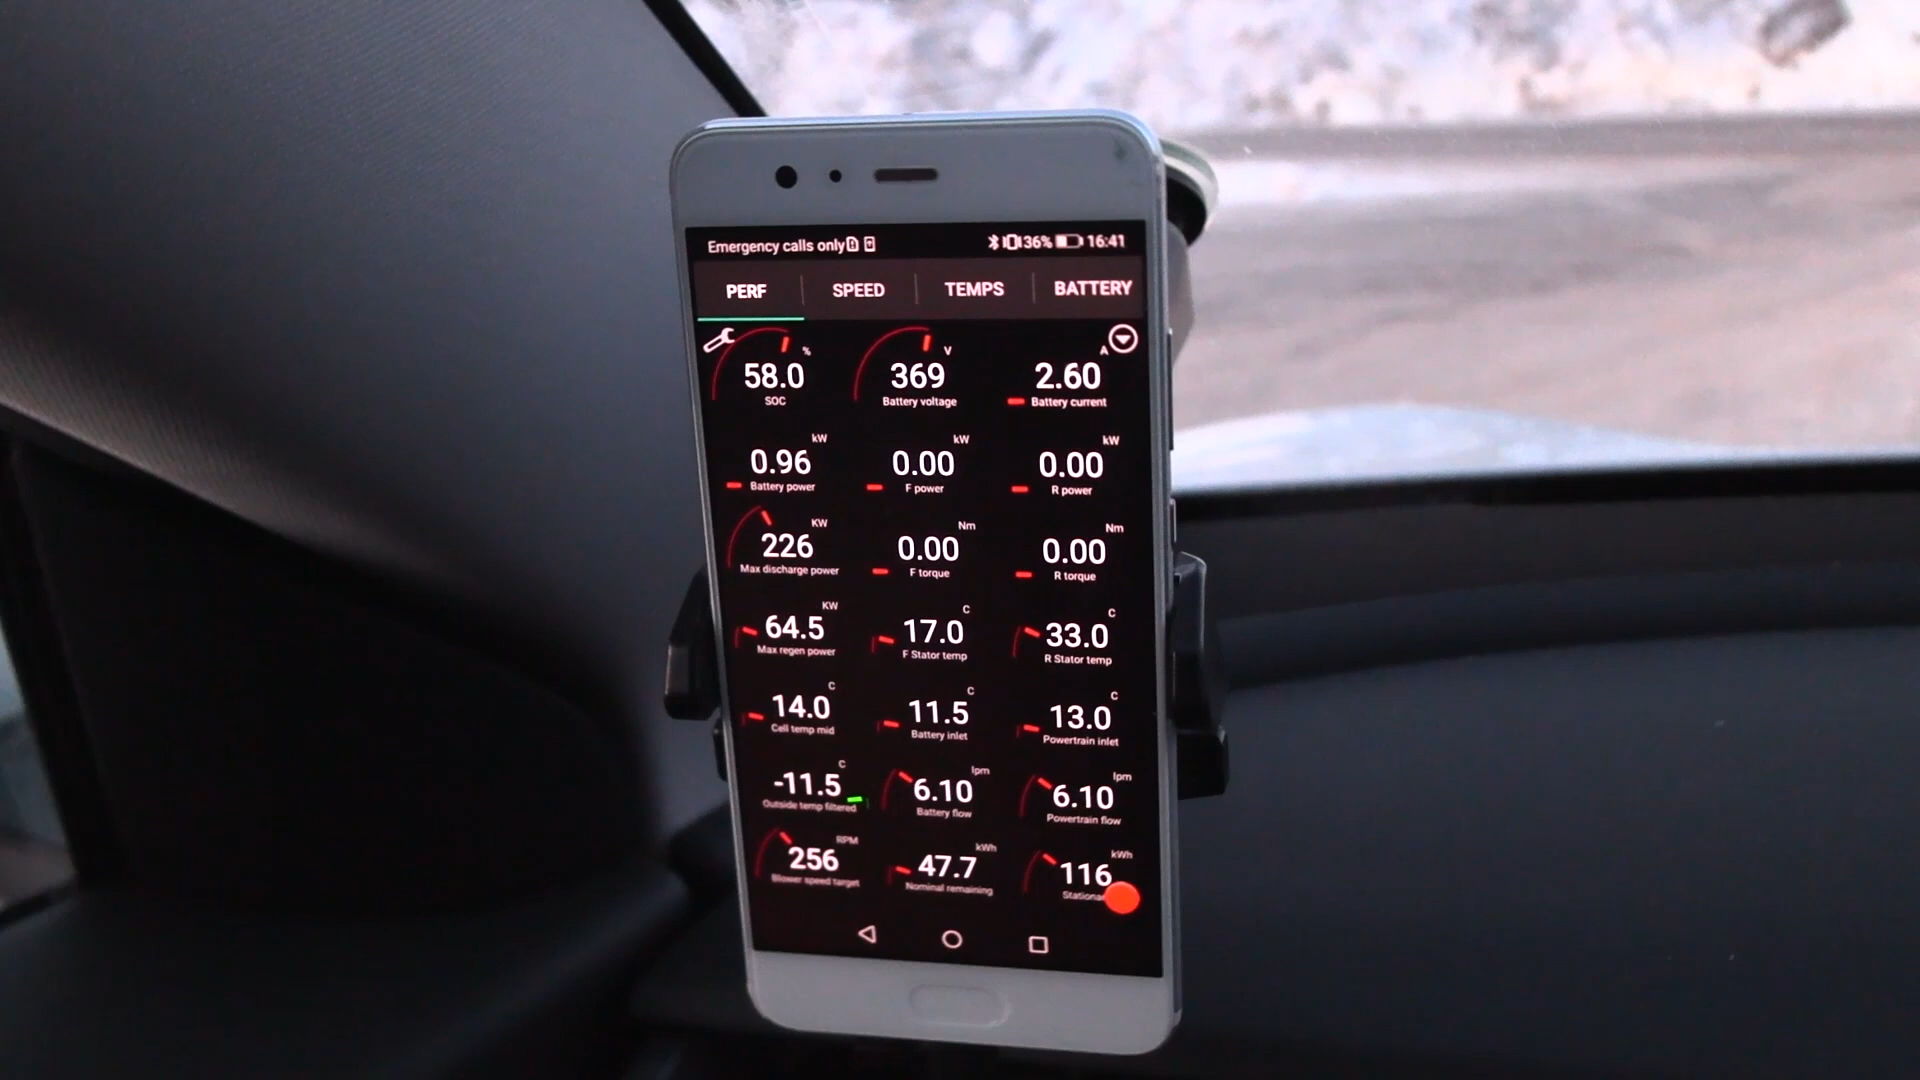 Emergency calls only 36% 16:41
PERF SPEED TEMPS BATTERY
% V A
58.0 369 2.60
SOC Battery voltage Battery current
kW kW kW
0.96 0.00 0.00
Battery power F power R power
KW Nm Nm
226 0.00 0.00
Max discharge power F torque R torque
KW C C
64.5 17.0 33.0
Max regen power F Stator temp R Stator temp
C C C
14.0 11.5 13.0
Cell temp mid Battery inlet Powertrain inlet
C lpm lpm
-11.5 6.10 6.10
Outside temp filtered Battery flow Powertrain flow
RPM kWh kWh
256 47.7 116
Blower speed target Nominal remaining